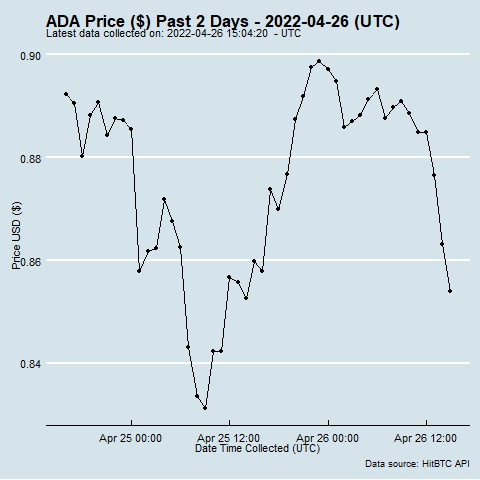 ADA Price ($) Past 2 Days - 2022-04-26 (UTC)
Latest data collected on: 2022-04-26 15:04:20 - UTC
0.90
0.88
0.86
0.84
Price USD ($)
Apr 25 00:00 Apr 25 12:00 Apr 26 00:00 Apr 26 12:00
Date Time Collected (UTC)
Data source: HitBTC API